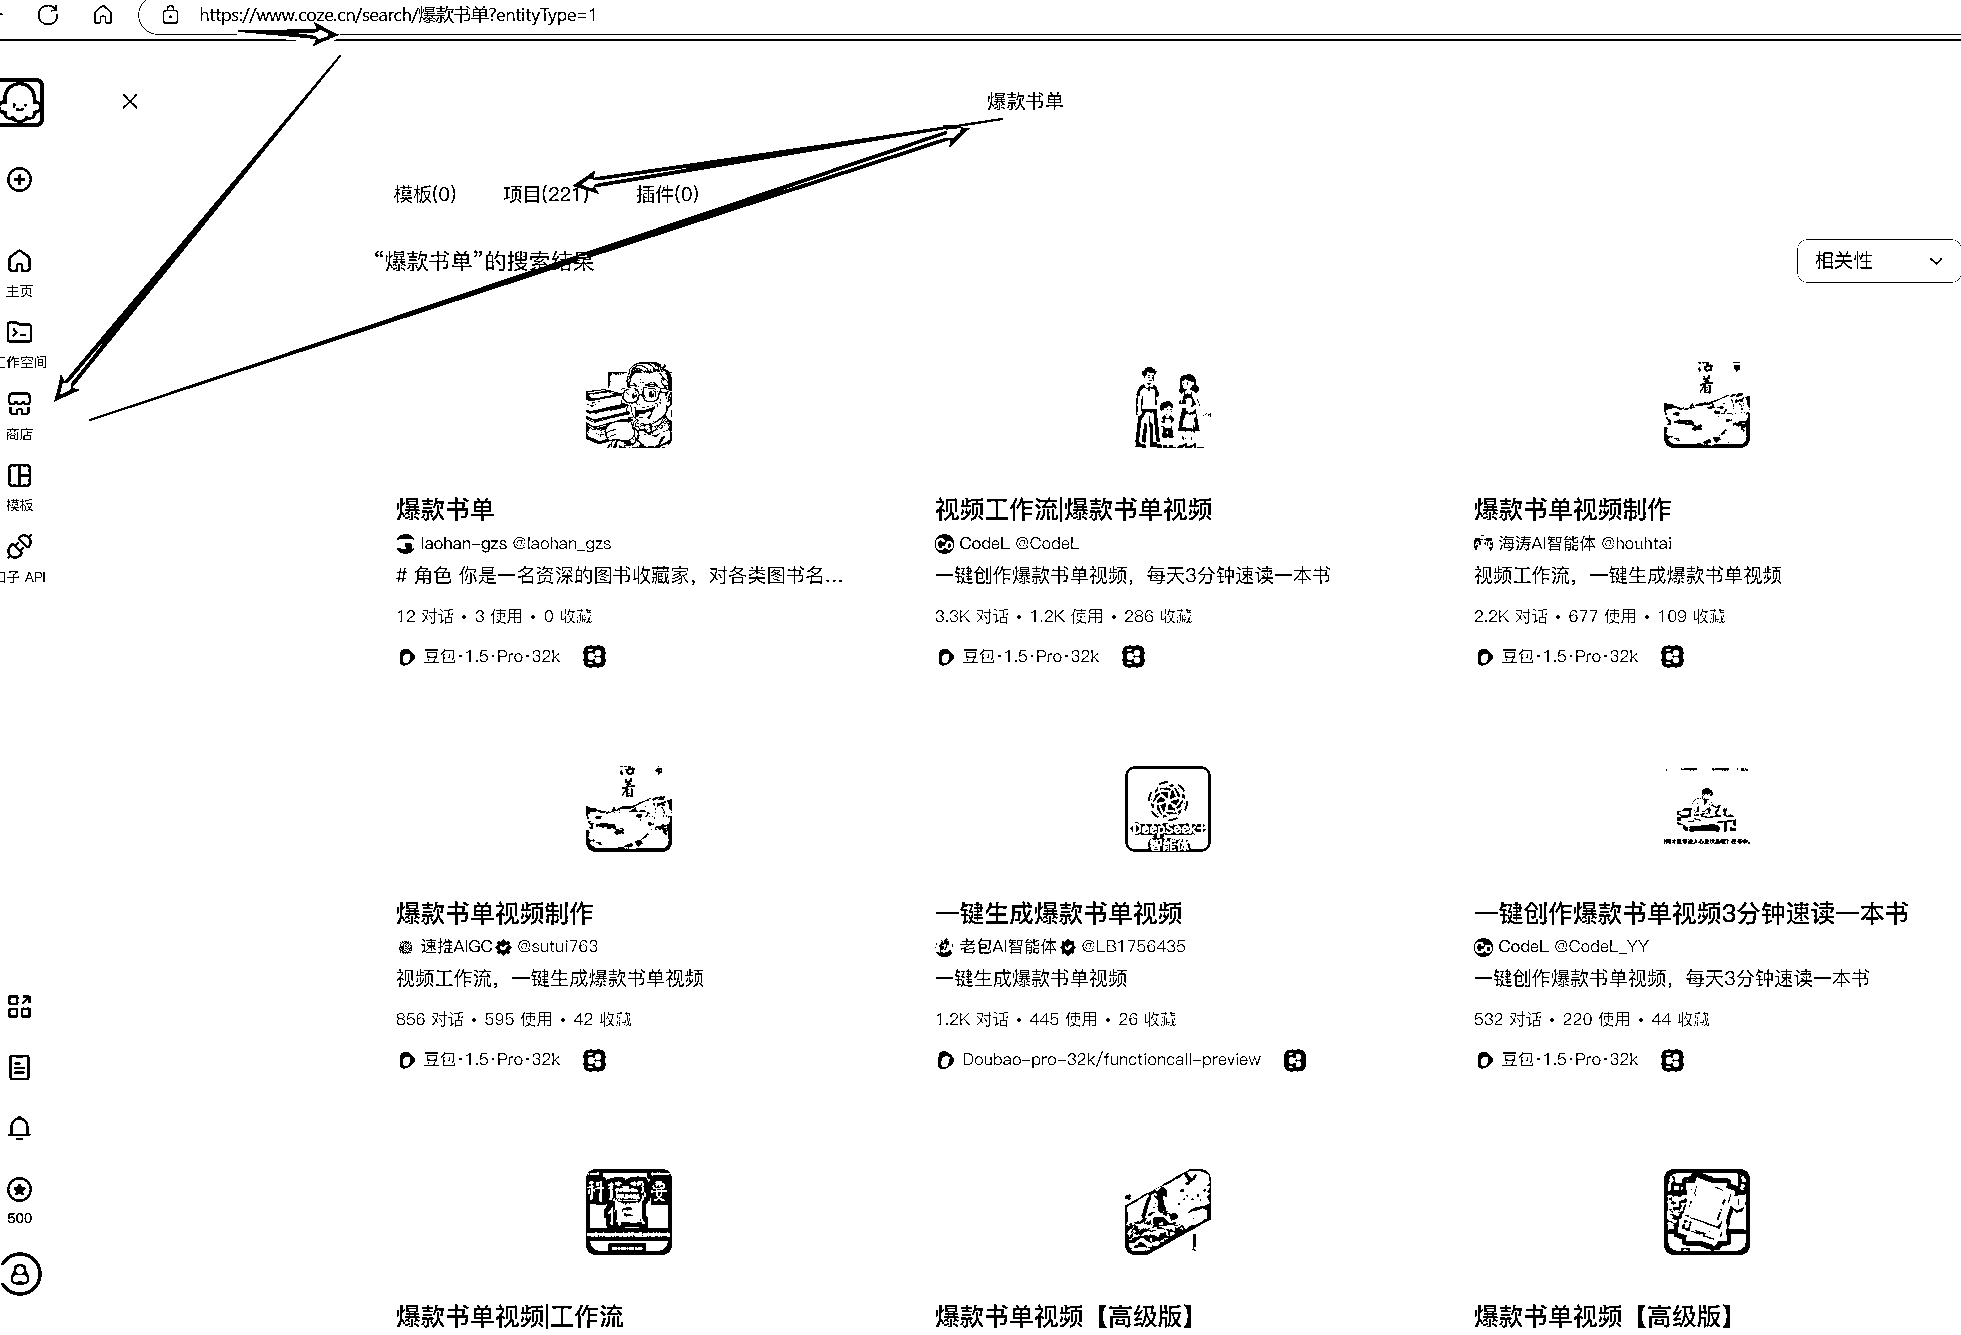 https://www.coze.cn/search/爆款书单?entityType=1
爆款书单
模板(0) 项目(221) 插件(0)
“爆款书单”的搜索结果
相关性
主页
工作空间
商店
模板
扣子 API
500
爆款书单
laohan-gzs @laohan_gzs
# 角色 你是一名资深的图书收藏家，对各类图书名...
12 对话 • 3 使用 • 0 收藏
豆包·1.5·Pro·32k
视频工作流|爆款书单视频
CodeL @CodeL
一键创作爆款书单视频，每天3分钟速读一本书
3.3K 对话 • 1.2K 使用 • 286 收藏
豆包·1.5·Pro·32k
活着
爆款书单视频制作
海涛AI智能体 @houhtai
视频工作流，一键生成爆款书单视频
2.2K 对话 • 677 使用 • 109 收藏
豆包·1.5·Pro·32k
活着
爆款书单视频制作
速推AIGC @sutui763
视频工作流，一键生成爆款书单视频
856 对话 • 595 使用 • 42 收藏
豆包·1.5·Pro·32k
DeepSeek+
智能体
一键生成爆款书单视频
老包AI智能体 @LB1756435
一键生成爆款书单视频
1.2K 对话 • 445 使用 • 26 收藏
Doubao-pro-32k/functioncall-preview
一键创作爆款书单视频3分钟速读一本书
CodeL @CodeL_YY
一键创作爆款书单视频，每天3分钟速读一本书
532 对话 • 220 使用 • 44 收藏
豆包·1.5·Pro·32k
爆款书单视频|工作流
爆款书单视频【高级版】
爆款书单视频【高级版】